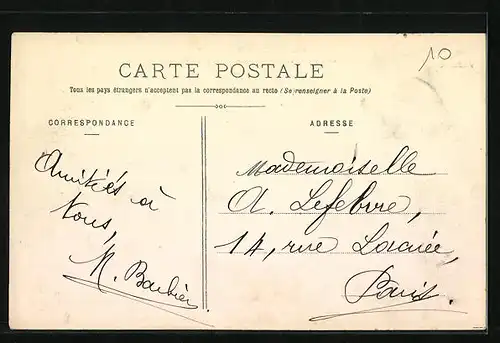 10
CARTE POSTALE
Tous les pays étrangers n'acceptent pas la correspondance au recto (Se renseigner à la Poste)
CORRESPONDANCE
Amitiés à
tous,
M. Barbier
ADRESSE
Mademoiselle
A. Lefebvre,
14, rue Lacuée,
Paris.